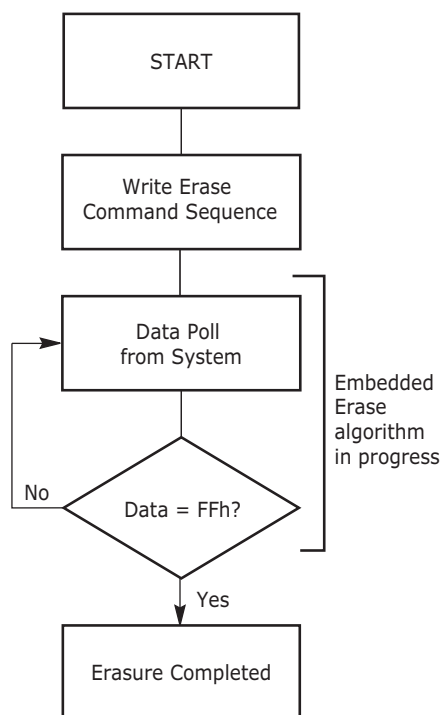 START
Write Erase
Command Sequence
Data Poll
from System
Embedded
Erase
algorithm
in progress
No
Data = FFh?
Yes
Erasure Completed